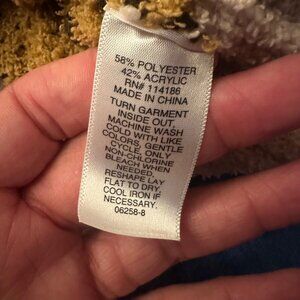 58% POLYESTER
42% ACRYLIC
RN# 114186
MADE IN CHINA
TURN GARMENT
INSIDE OUT,
MACHINE WASH
COLD WITH LIKE
COLORS, GENTLE
CYCLE, ONLY
NON-CHLORINE
BLEACH WHEN
NEEDED.
RESHAPE LAY
FLAT TO DRY.
COOL IRON IF
NECESSARY.
06258-8